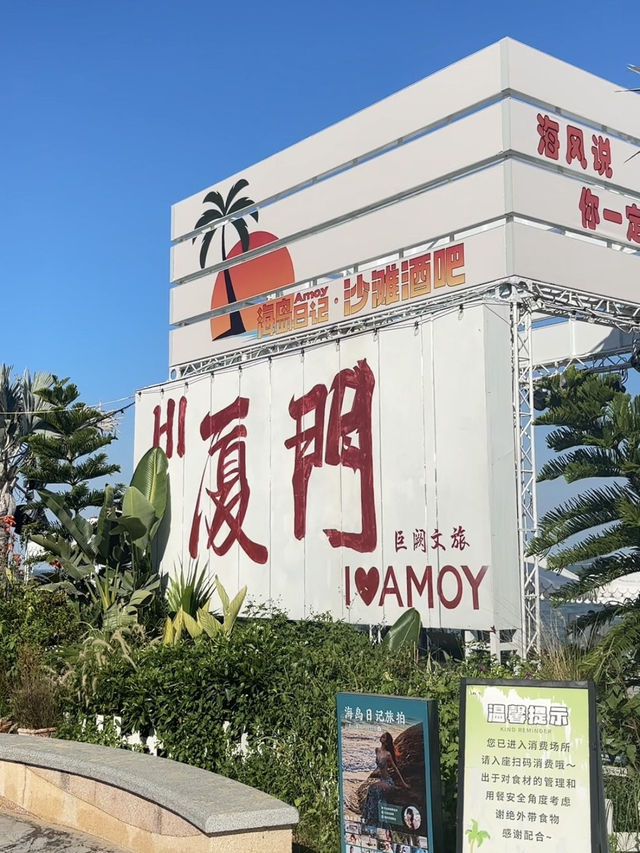 海风说
你一定
Amoy
海岛日记·沙滩酒吧
HI
厦门
巨阙文旅
I❤AMOY
海岛日记旅拍
温馨提示
KIND REMINDER
您已进入消费场所
请入座扫码消费哦~
出于对食材的管理和
用餐安全角度考虑
谢绝外带食物
感谢配合~